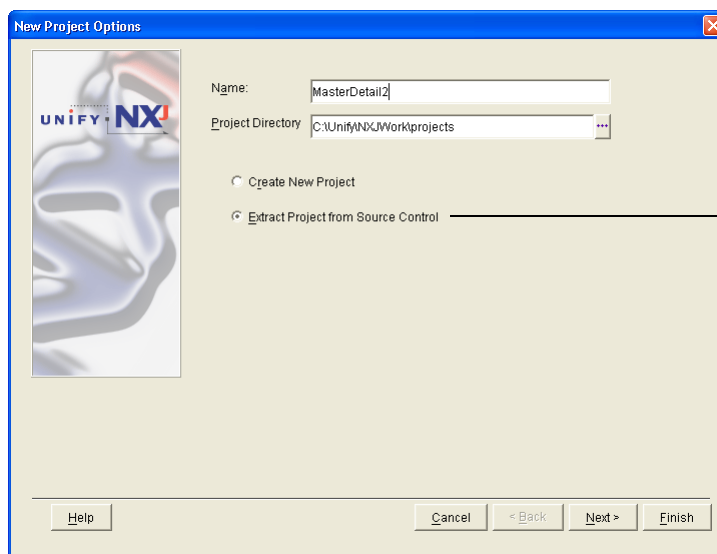 New Project Options
UNIFY NXJ
Name:
MasterDetail2
Project Directory
C:\Unify\NXJWork\projects
...
Create New Project
Extract Project from Source Control
Help
Cancel
< Back
Next >
Finish